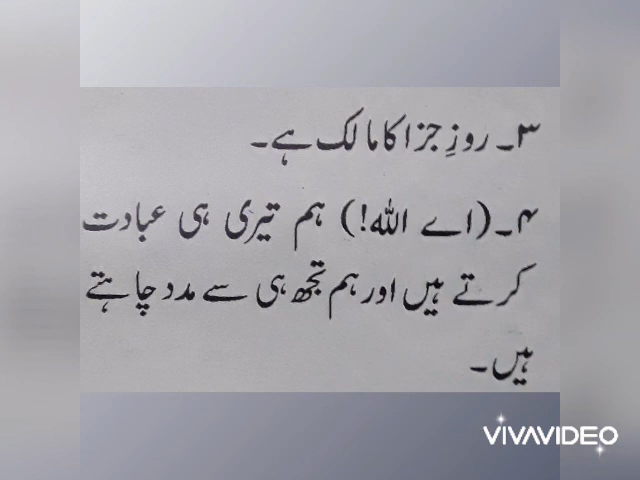 ۳۔ روزِ جزا کا مالک ہے۔
۴۔ (اے اللہ!) ہم تیری ہی عبادت
کرتے ہیں اور ہم تجھ ہی سے مدد چاہتے
ہیں۔
VIVAVIDEO